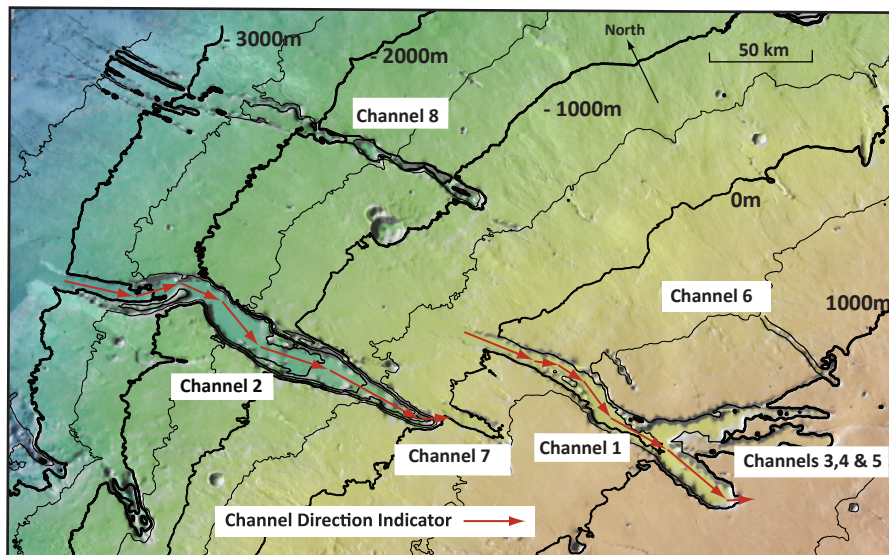 - 3000m
- 2000m
North
50 km
Channel 8
- 1000m
0m
Channel 6
1000m
Channel 2
Channel 7
Channel 1
Channels 3,4 & 5
Channel Direction Indicator